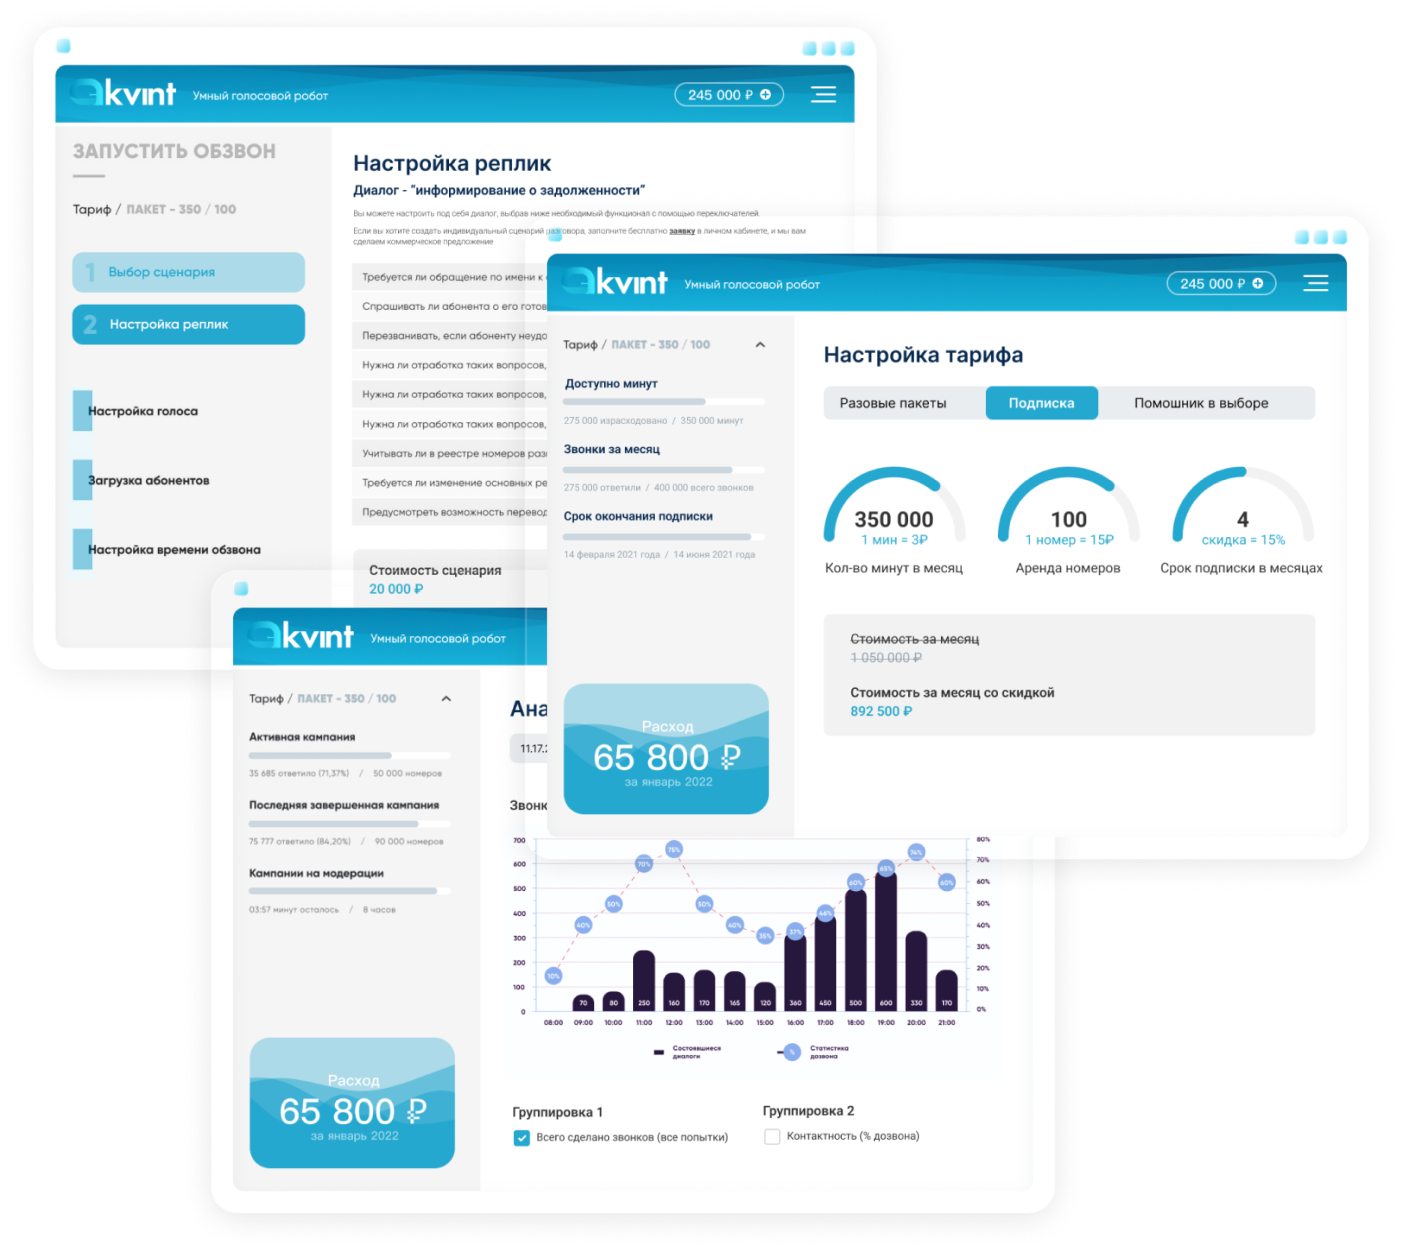 kvint
Умный голосовой робот
245 000 ₽
ЗАПУСТИТЬ ОБЗВОН
Тариф / ПАКЕТ - 350 / 100
1 Выбор сценария
2 Настройка реплик
Настройка голоса
Загрузка абонентов
Настройка времени обзвона
Настройка реплик
Диалог - “информирование о задолженности”
Вы можете настроить под себя диалог, выбрав ниже необходимый функционал с помощью переключателей.
Если вы хотите создать индивидуальный сценарий разговора, заполните бесплатно заявку в личном кабинете, и мы вам
сделаем коммерческое предложение
Требуется ли обращение по имени к
Спрашивать ли абонента о его готов
Перезванивать, если абоненту неудо
Нужна ли отработка таких вопросов,
Нужна ли отработка таких вопросов,
Нужна ли отработка таких вопросов,
Учитывать ли в реестре номеров раз
Требуется ли изменение основных ре
Предусмотреть возможность перевод
Стоимость сценария
20 000 ₽
kvint
Умный голосовой робот
245 000 ₽
Тариф / ПАКЕТ - 350 / 100
Доступно минут
275 000 израсходовано / 350 000 минут
Звонки за месяц
275 000 ответили / 400 000 всего звонков
Срок окончания подписки
14 февраля 2021 года / 14 июня 2021 года
Расход
65 800 ₽
за январь 2022
Настройка тарифа
Разовые пакеты
Подписка
Помошник в выборе
350 000
1 мин = 3₽
Кол-во минут в месяц
100
1 номер = 15₽
Аренда номеров
4
скидка = 15%
Срок подписки в месяцах
Стоимость за месяц
1 050 000 ₽
Стоимость за месяц со скидкой
892 500 ₽
kvint
Умный голосовой робот
Тариф / ПАКЕТ - 350 / 100
Активная кампания
35 685 ответило (71,37%) / 50 000 номеров
Последняя завершенная кампания
75 777 ответило (84,20%) / 90 000 номеров
Кампании на модерации
03:57 минут осталось / 8 часов
Расход
65 800 ₽
за январь 2022
Ана
11.17.2
Звонк
700
600
500
400
300
200
100
0
80%
70%
60%
50%
40%
30%
20%
10%
0%
10%
40%
50%
70%
75%
50%
40%
35%
37%
46%
60%
65%
74%
60%
70
80
250
160
170
165
120
360
450
500
600
330
170
08:00 09:00 10:00 11:00 12:00 13:00 14:00 15:00 16:00 17:00 18:00 19:00 20:00 21:00
Состоявшиеся
диалоги
%
Статистика
дозвона
Группировка 1
Всего сделано звонков (все попытки)
Группировка 2
Контактность (% дозвона)